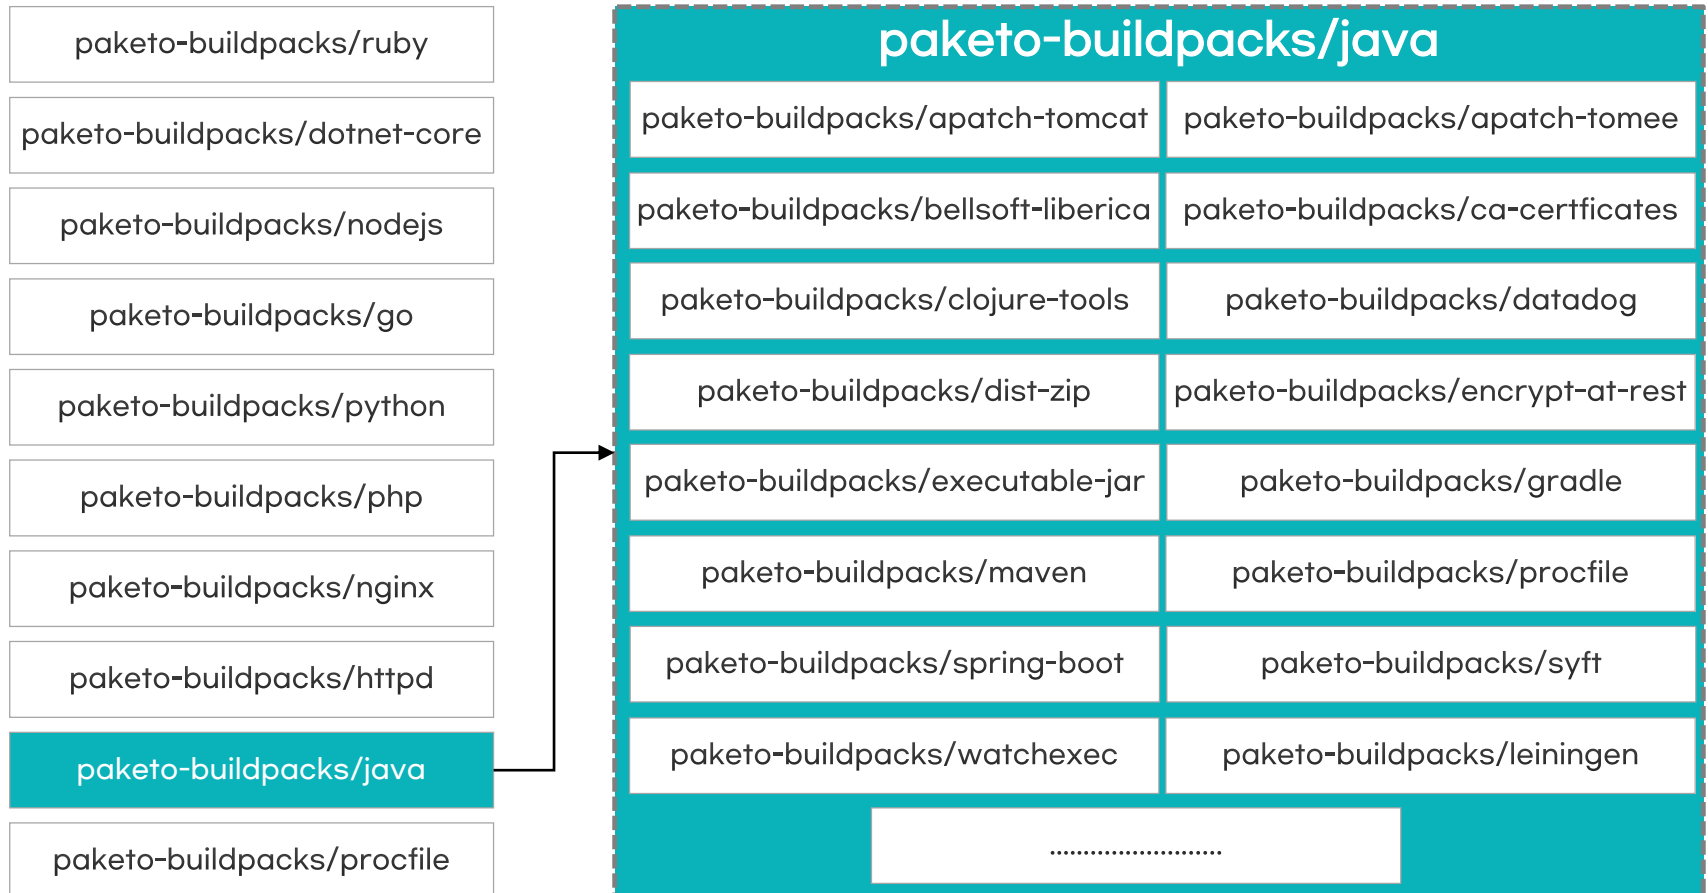 paketo-buildpacks/ruby
paketo-buildpacks/dotnet-core
paketo-buildpacks/nodejs
paketo-buildpacks/go
paketo-buildpacks/python
paketo-buildpacks/php
paketo-buildpacks/nginx
paketo-buildpacks/httpd
paketo-buildpacks/java
paketo-buildpacks/procfile
paketo-buildpacks/java
paketo-buildpacks/apatch-tomcat
paketo-buildpacks/apatch-tomee
paketo-buildpacks/bellsoft-liberica
paketo-buildpacks/ca-certficates
paketo-buildpacks/clojure-tools
paketo-buildpacks/datadog
paketo-buildpacks/dist-zip
paketo-buildpacks/encrypt-at-rest
paketo-buildpacks/executable-jar
paketo-buildpacks/gradle
paketo-buildpacks/maven
paketo-buildpacks/procfile
paketo-buildpacks/spring-boot
paketo-buildpacks/syft
paketo-buildpacks/watchexec
paketo-buildpacks/leiningen
.........................